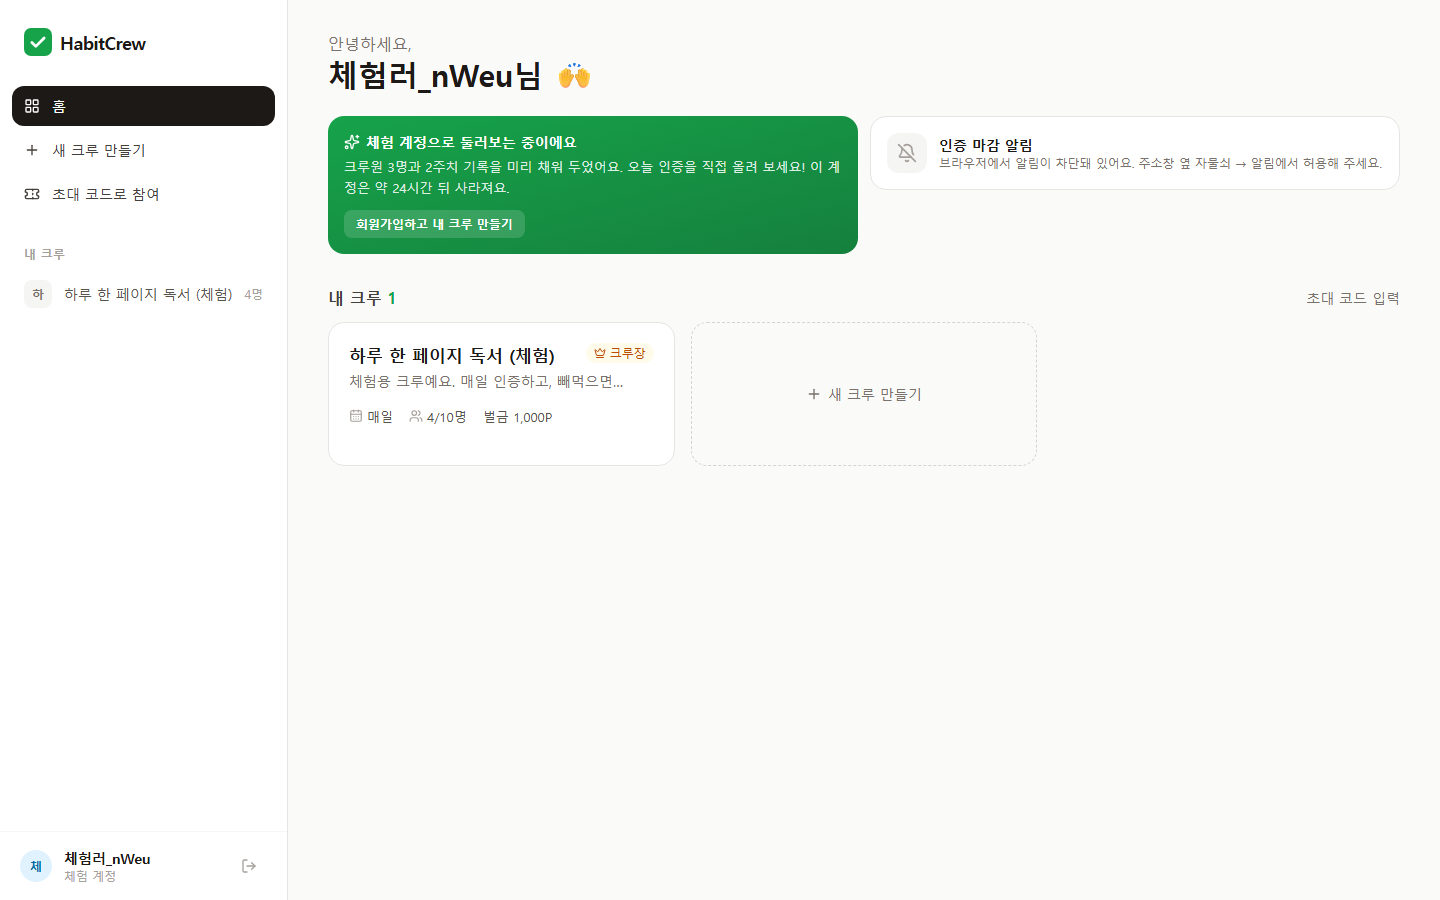 HabitCrew
홈
새 크루 만들기
초대 코드로 참여
내 크루
하 하루 한 페이지 독서 (체험) 4명
체 체험러_nWeu
체험 계정
안녕하세요,
체험러_nWeu님 🙌
체험 계정으로 둘러보는 중이에요
크루원 3명과 2주치 기록을 미리 채워 두었어요. 오늘 인증을 직접 올려 보세요! 이 계
정은 약 24시간 뒤 사라져요.
회원가입하고 내 크루 만들기
인증 마감 알림
브라우저에서 알림이 차단돼 있어요. 주소창 옆 자물쇠 → 알림에서 허용해 주세요.
내 크루 1
초대 코드 입력
하루 한 페이지 독서 (체험) 크루장
체험용 크루예요. 매일 인증하고, 빼먹으면...
매일 4/10명 벌금 1,000P
새 크루 만들기